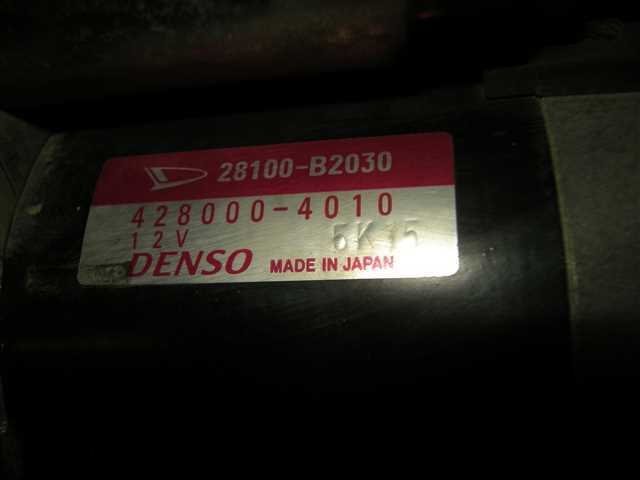 28100-B2030
428000-4010
12V
5K15
DENSO MADE IN JAPAN